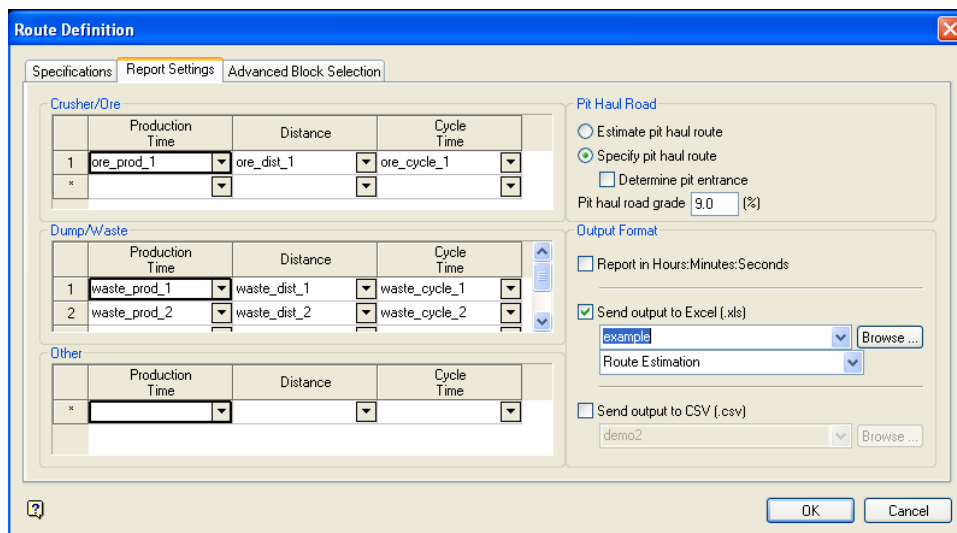 Route Definition
Specifications Report Settings Advanced Block Selection
Crusher/Ore
Production Time Distance Cycle Time
1 ore_prod_1 ore_dist_1 ore_cycle_1
*
Dump/Waste
Production Time Distance Cycle Time
1 waste_prod_1 waste_dist_1 waste_cycle_1
2 waste_prod_2 waste_dist_2 waste_cycle_2
Other
Production Time Distance Cycle Time
*
Pit Haul Road
Estimate pit haul route
Specify pit haul route
Determine pit entrance
Pit haul road grade 9.0 (%)
Output Format
Report in Hours:Minutes:Seconds
Send output to Excel (.xls)
example Browse ...
Route Estimation
Send output to CSV (.csv)
demo2 Browse ...
?
OK Cancel